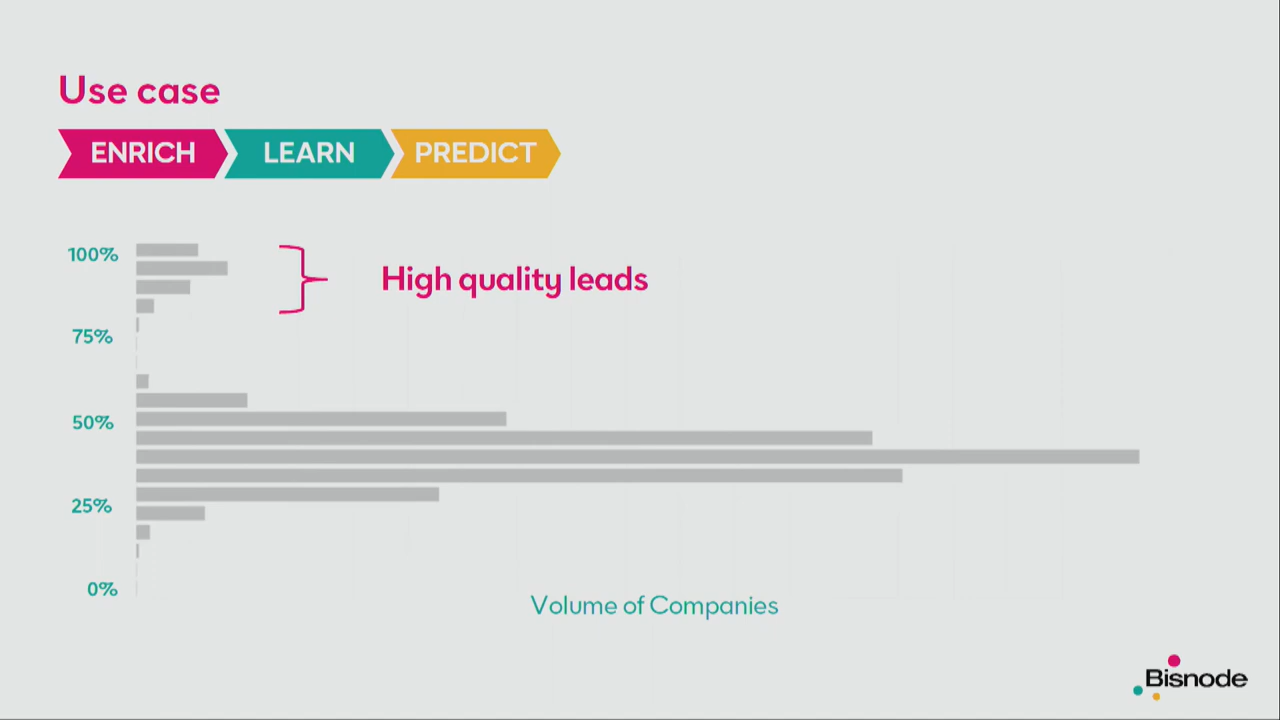 Use case
ENRICH LEARN PREDICT
100%
High quality leads
75%
50%
25%
0%
Volume of Companies
Bisnode